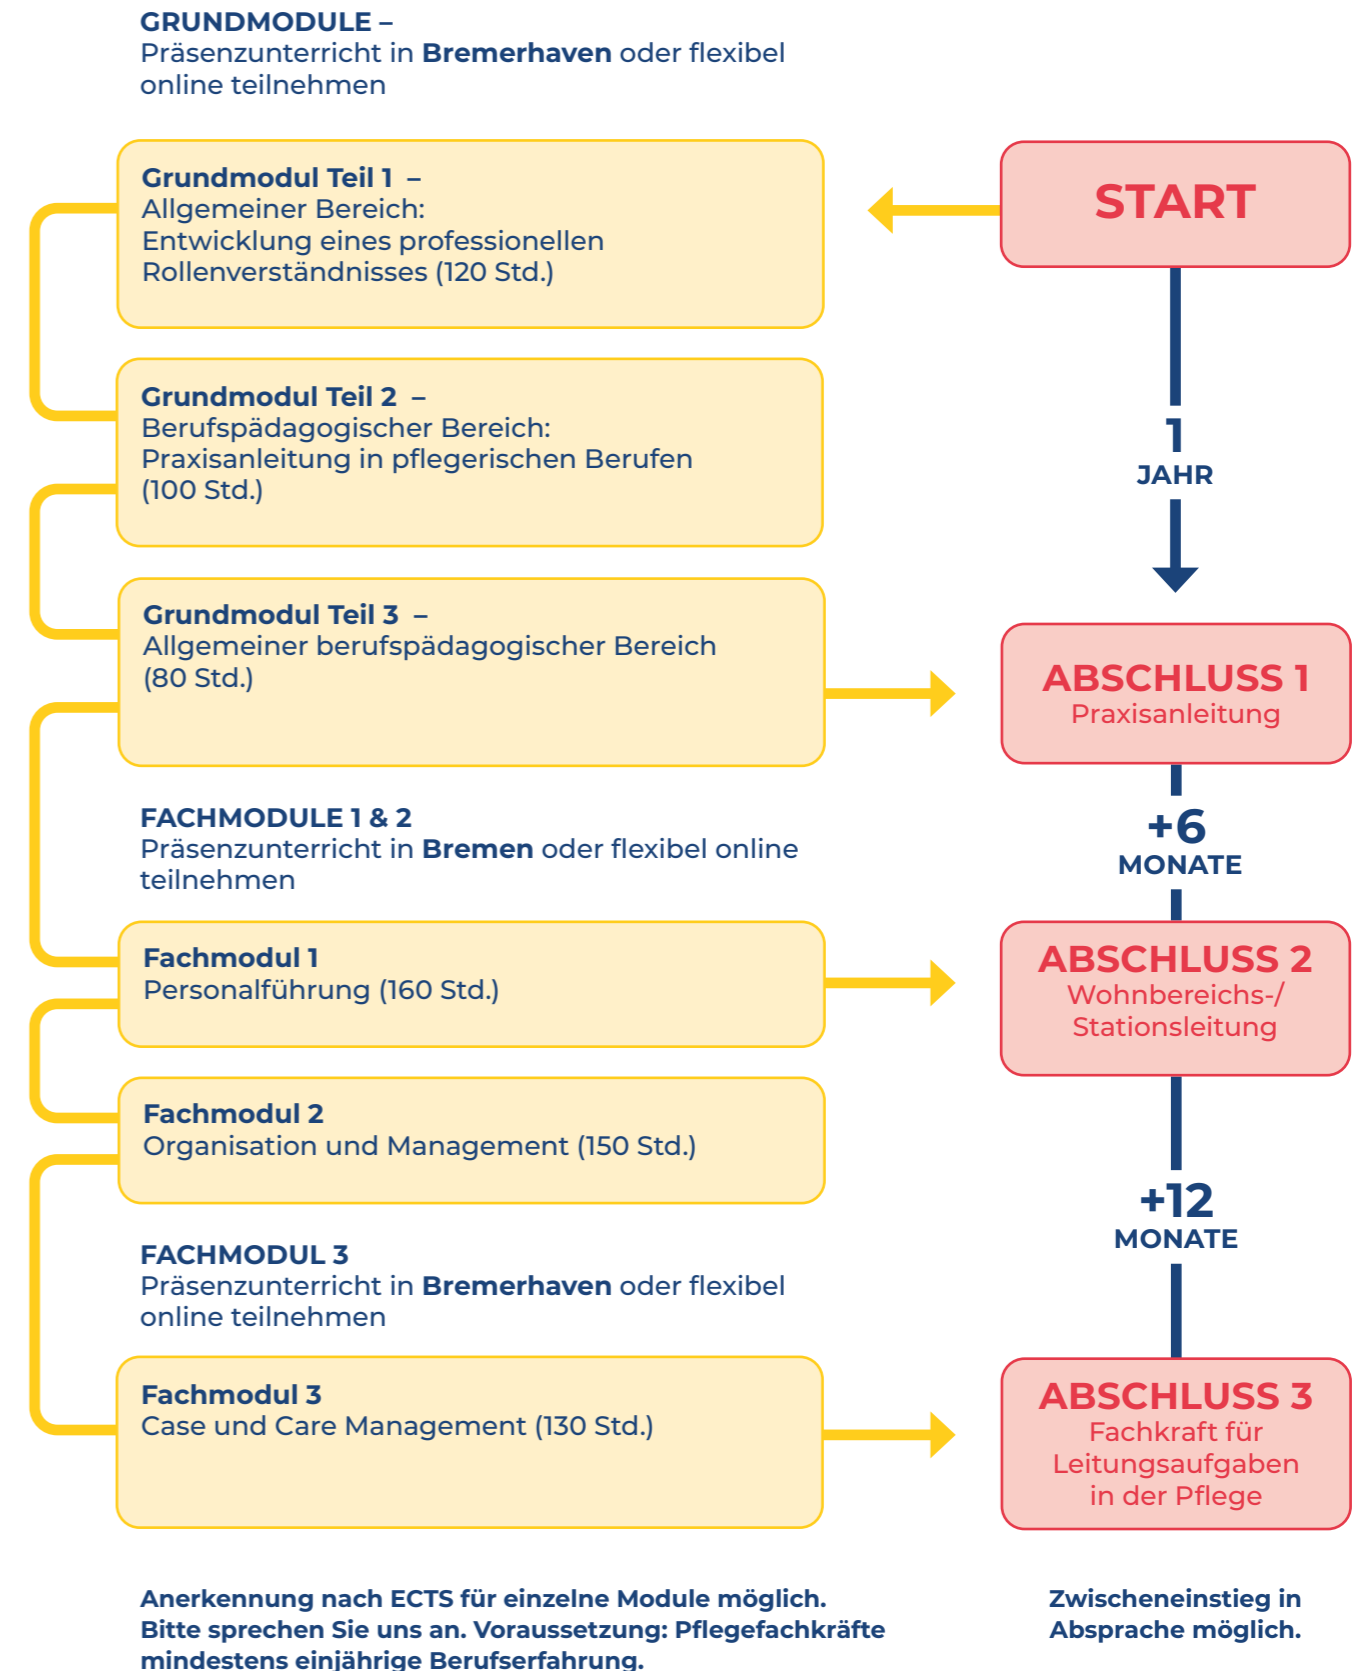 GRUNDMODULE –
Präsenzunterricht in Bremerhaven oder flexibel
online teilnehmen
Grundmodul Teil 1 –
Allgemeiner Bereich:
Entwicklung eines professionellen
Rollenverständnisses (120 Std.)
START
Grundmodul Teil 2 –
Berufspädagogischer Bereich:
Praxisanleitung in pflegerischen Berufen
(100 Std.)
1
JAHR
Grundmodul Teil 3 –
Allgemeiner berufspädagogischer Bereich
(80 Std.)
ABSCHLUSS 1
Praxisanleitung
FACHMODULE 1 & 2
Präsenzunterricht in Bremen oder flexibel online
teilnehmen
+6
MONATE
Fachmodul 1
Personalführung (160 Std.)
ABSCHLUSS 2
Wohnbereichs-/
Stationsleitung
Fachmodul 2
Organisation und Management (150 Std.)
+12
MONATE
FACHMODUL 3
Präsenzunterricht in Bremerhaven oder flexibel
online teilnehmen
Fachmodul 3
Case und Care Management (130 Std.)
ABSCHLUSS 3
Fachkraft für
Leitungsaufgaben
in der Pflege
Anerkennung nach ECTS für einzelne Module möglich.
Bitte sprechen Sie uns an. Voraussetzung: Pflegefachkräfte
mindestens einjährige Berufserfahrung.
Zwischeneinstieg in
Absprache möglich.